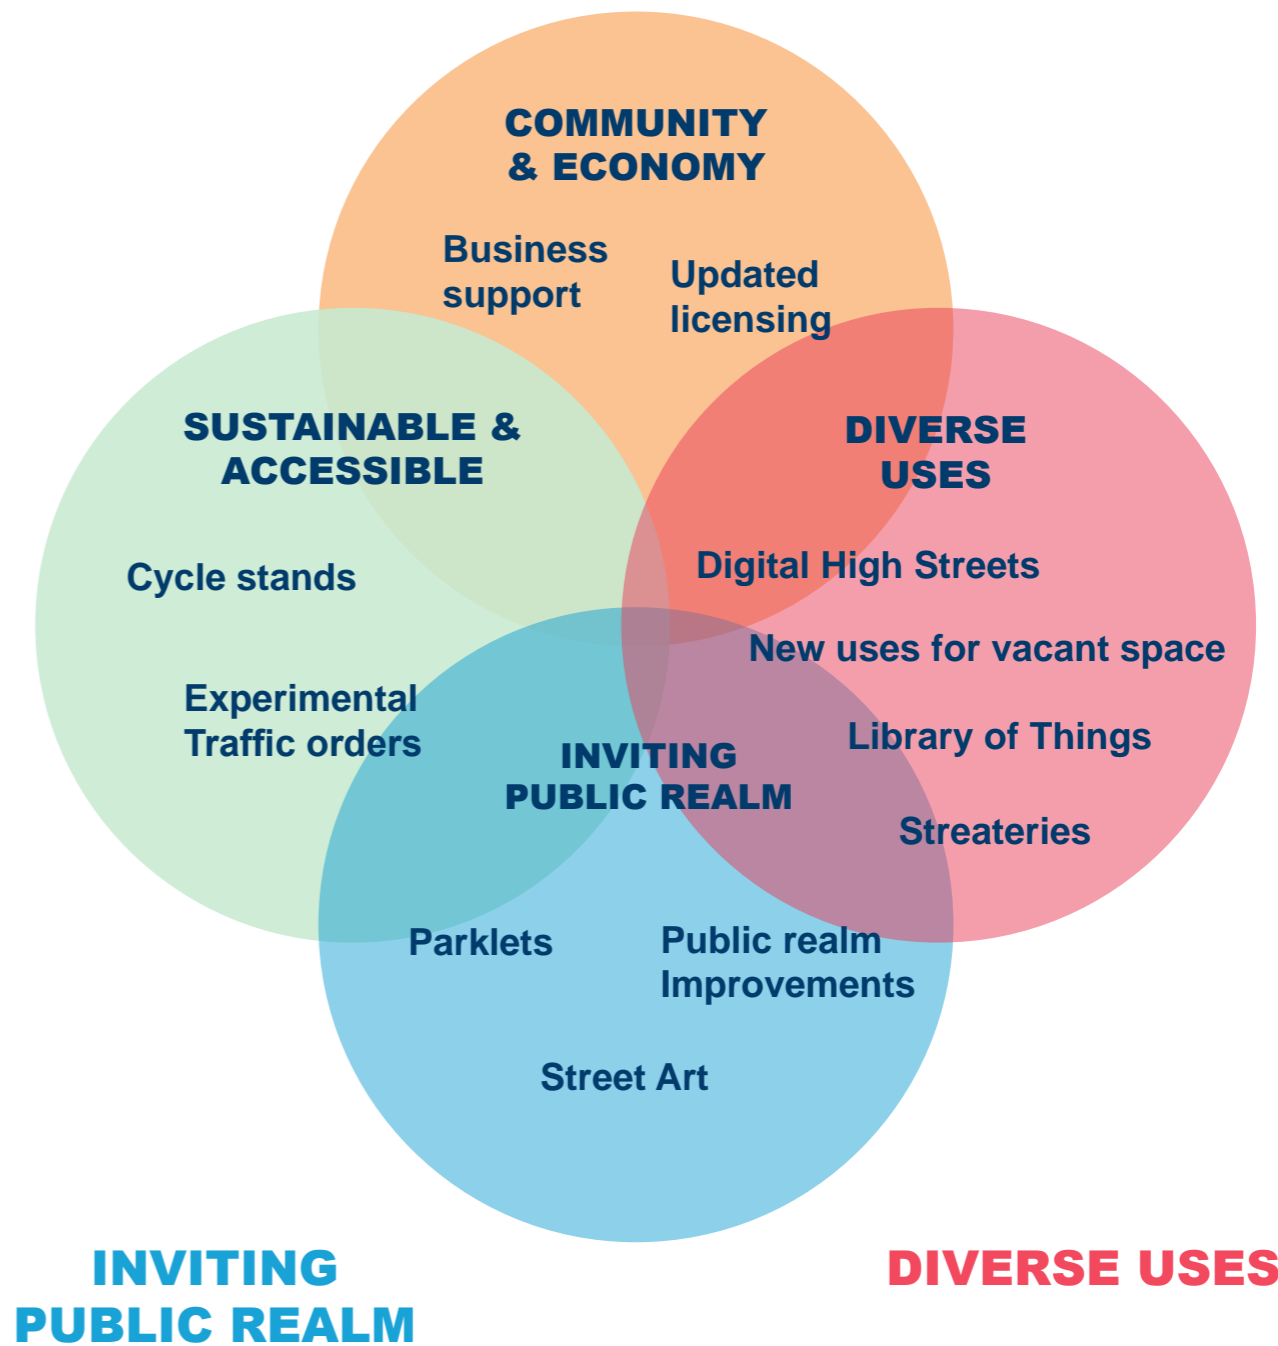 COMMUNITY
& ECONOMY
Business
support
Updated
licensing
SUSTAINABLE &
ACCESSIBLE
Cycle stands
Experimental
Traffic orders
DIVERSE
USES
Digital High Streets
New uses for vacant space
Library of Things
Streateries
INVITING
PUBLIC REALM
Parklets
Public realm
Improvements
Street Art
INVITING
PUBLIC REALM
DIVERSE USES